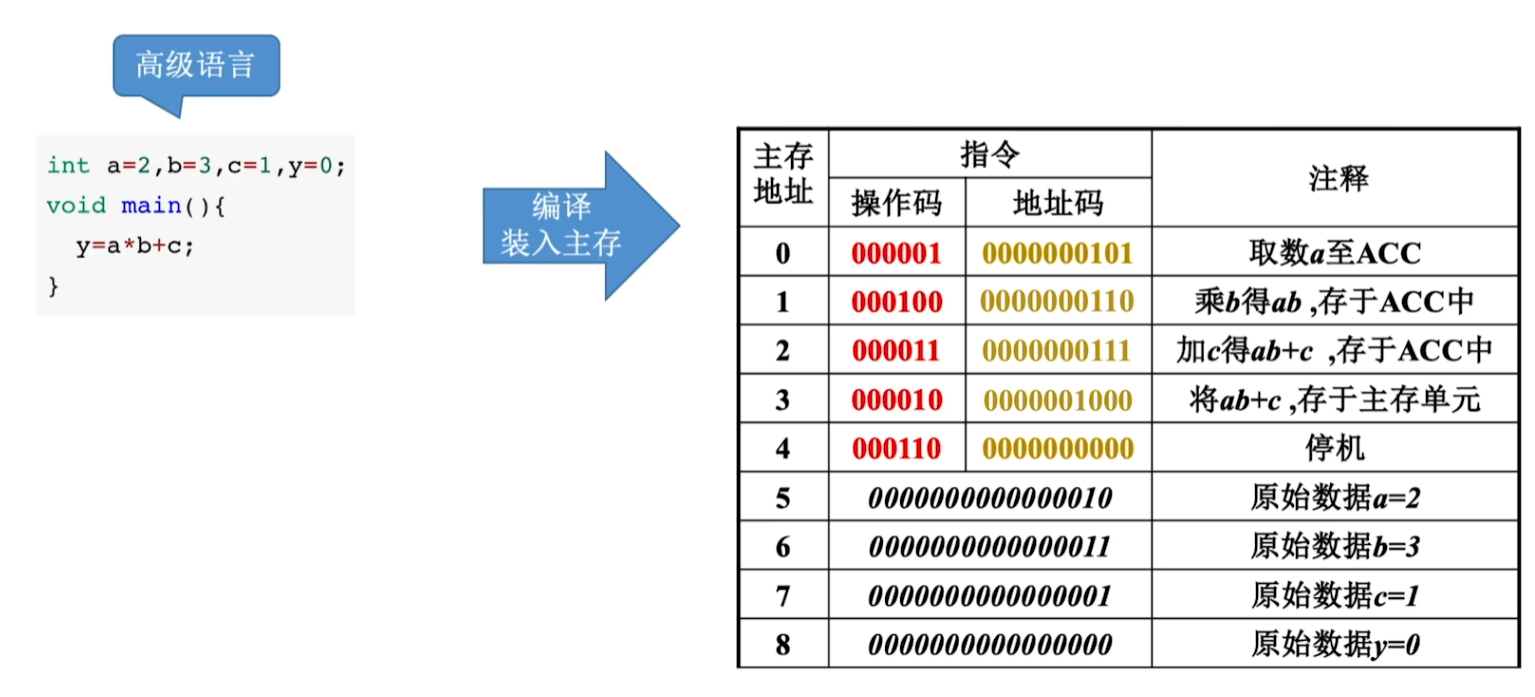 高级语言
int a=2,b=3,c=1,y=0;
void main(){
y=a*b+c;
}
编译
装入主存
主存地址 指令 注释
操作码 地址码
0 000001 0000000101 取数a至ACC
1 000100 0000000110 乘b得ab ,存于ACC中
2 000011 0000000111 加c得ab+c ,存于ACC中
3 000010 0000001000 将ab+c ,存于主存单元
4 000110 0000000000 停机
5 0000000000000010 原始数据a=2
6 0000000000000011 原始数据b=3
7 0000000000000001 原始数据c=1
8 0000000000000000 原始数据y=0